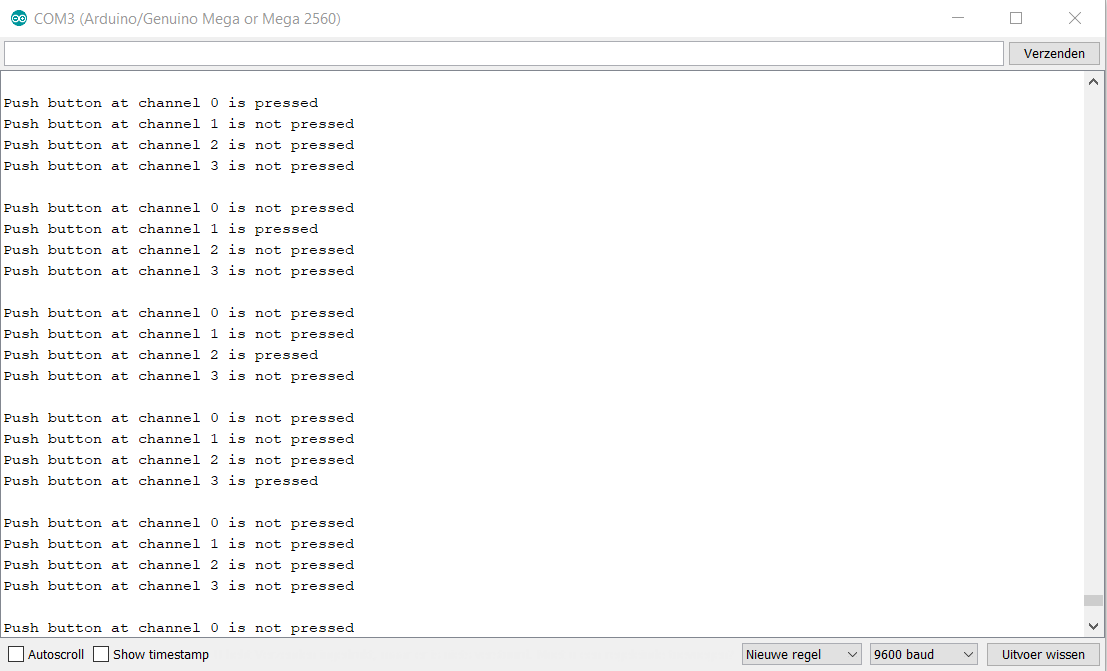 COM3 (Arduino/Genuino Mega or Mega 2560)
Verzenden
Push button at channel 0 is pressed
Push button at channel 1 is not pressed
Push button at channel 2 is not pressed
Push button at channel 3 is not pressed
Push button at channel 0 is not pressed
Push button at channel 1 is pressed
Push button at channel 2 is not pressed
Push button at channel 3 is not pressed
Push button at channel 0 is not pressed
Push button at channel 1 is not pressed
Push button at channel 2 is pressed
Push button at channel 3 is not pressed
Push button at channel 0 is not pressed
Push button at channel 1 is not pressed
Push button at channel 2 is not pressed
Push button at channel 3 is pressed
Push button at channel 0 is not pressed
Push button at channel 1 is not pressed
Push button at channel 2 is not pressed
Push button at channel 3 is not pressed
Push button at channel 0 is not pressed
Autoscroll Show timestamp Nieuwe regel 9600 baud Uitvoer wissen